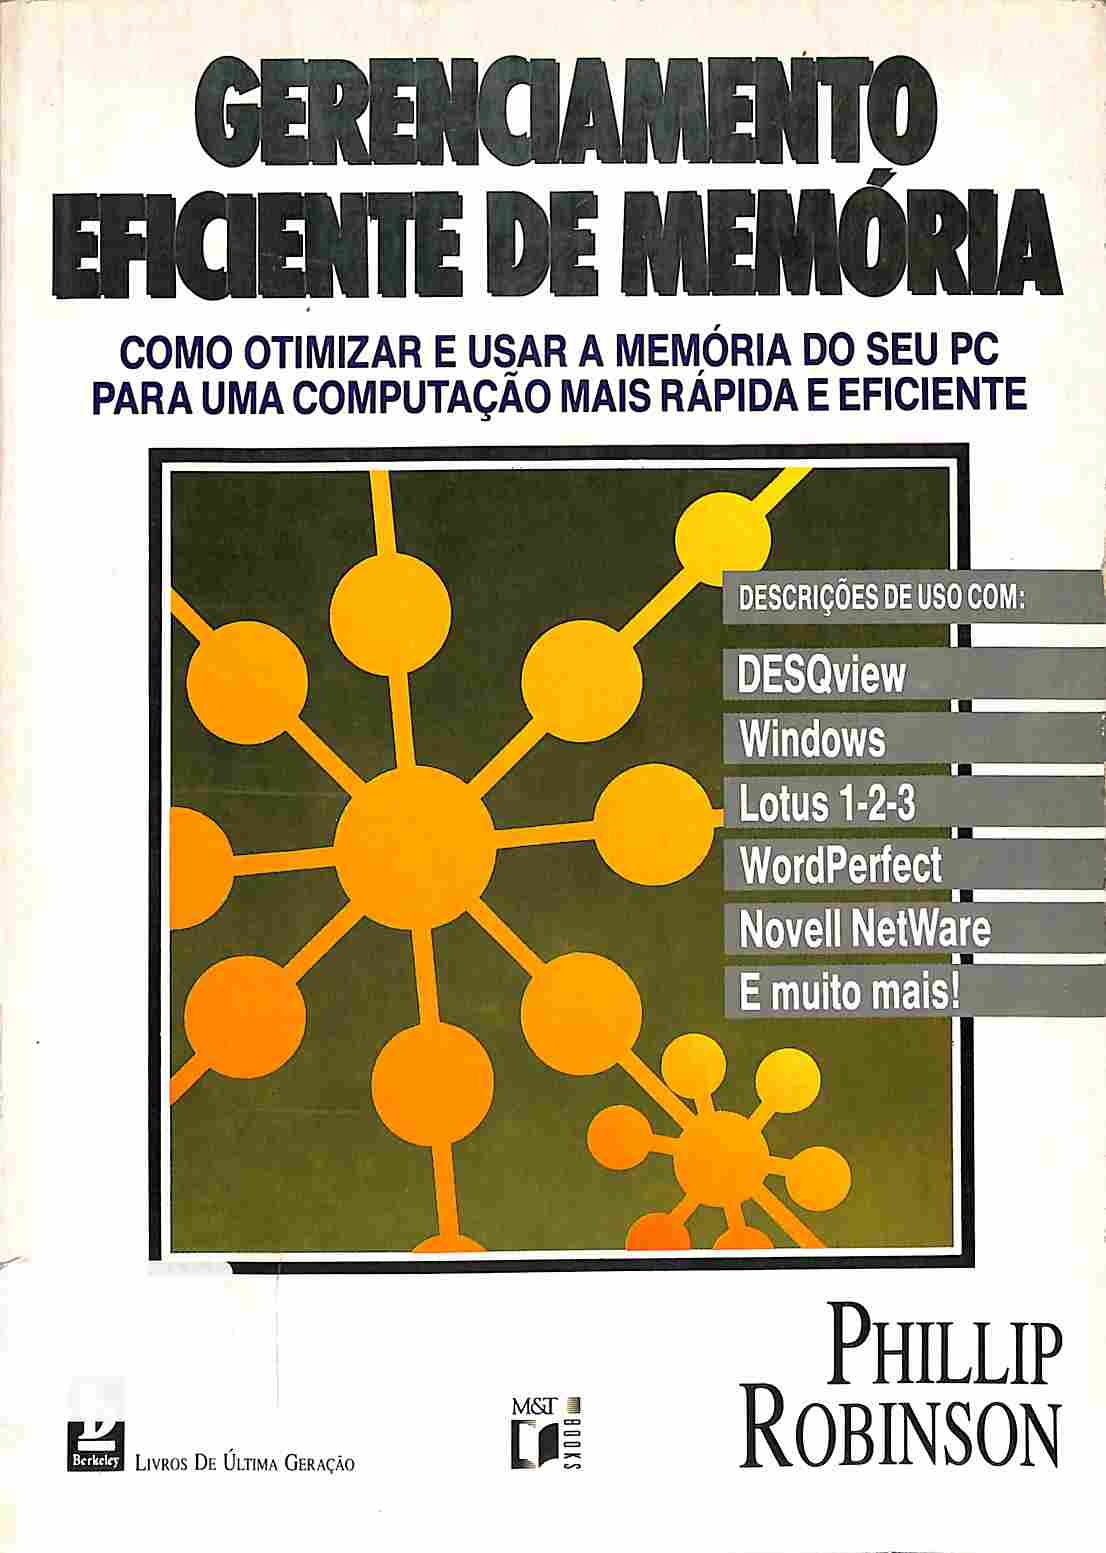 GERENCIAMENTO
EFICIENTE DE MEMÓRIA
COMO OTIMIZAR E USAR A MEMÓRIA DO SEU PC
PARA UMA COMPUTAÇÃO MAIS RÁPIDA E EFICIENTE
DESCRIÇÕES DE USO COM:
DESQview
Windows
Lotus 1-2-3
WordPerfect
Novell NetWare
E muito mais!
PHILLIP
ROBINSON
Berkeley
LIVROS DE ÚLTIMA GERAÇÃO
M&T
BOOKS